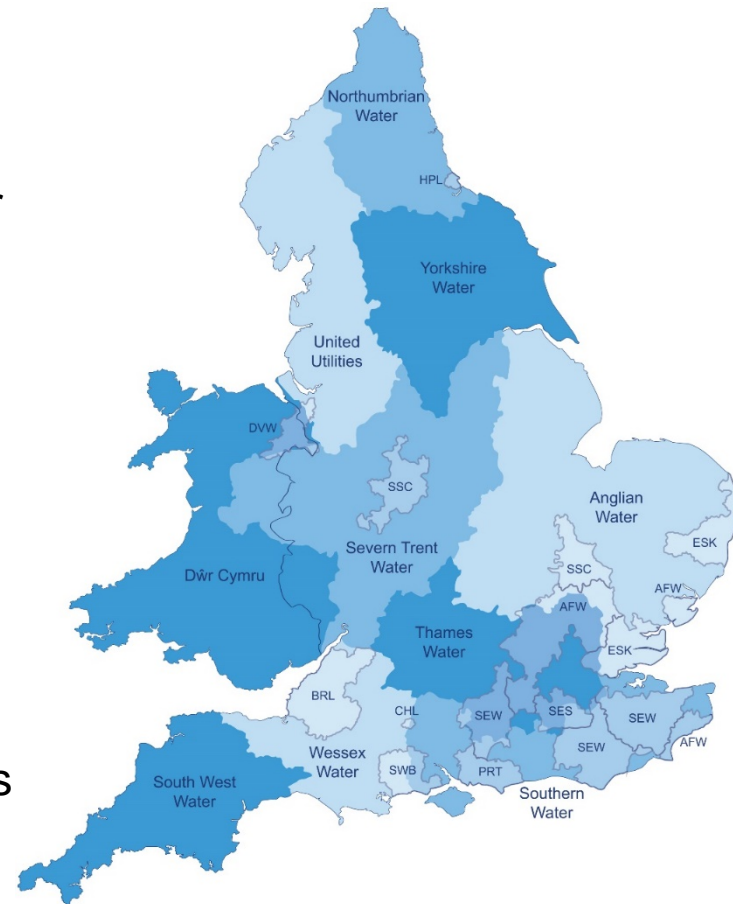 Northumbrian
Water
HPL
Yorkshire
Water
United
Utilities
DVW
SSC
Anglian
Water
ESK
Severn Trent
Water
SSC
Dŵr Cymru
AFW
AFW
Thames
Water
ESK
BRL
CHL
SEW
SES
SEW
Wessex
Water
SEW
AFW
South West
Water
SWB
PRT
Southern
Water
s